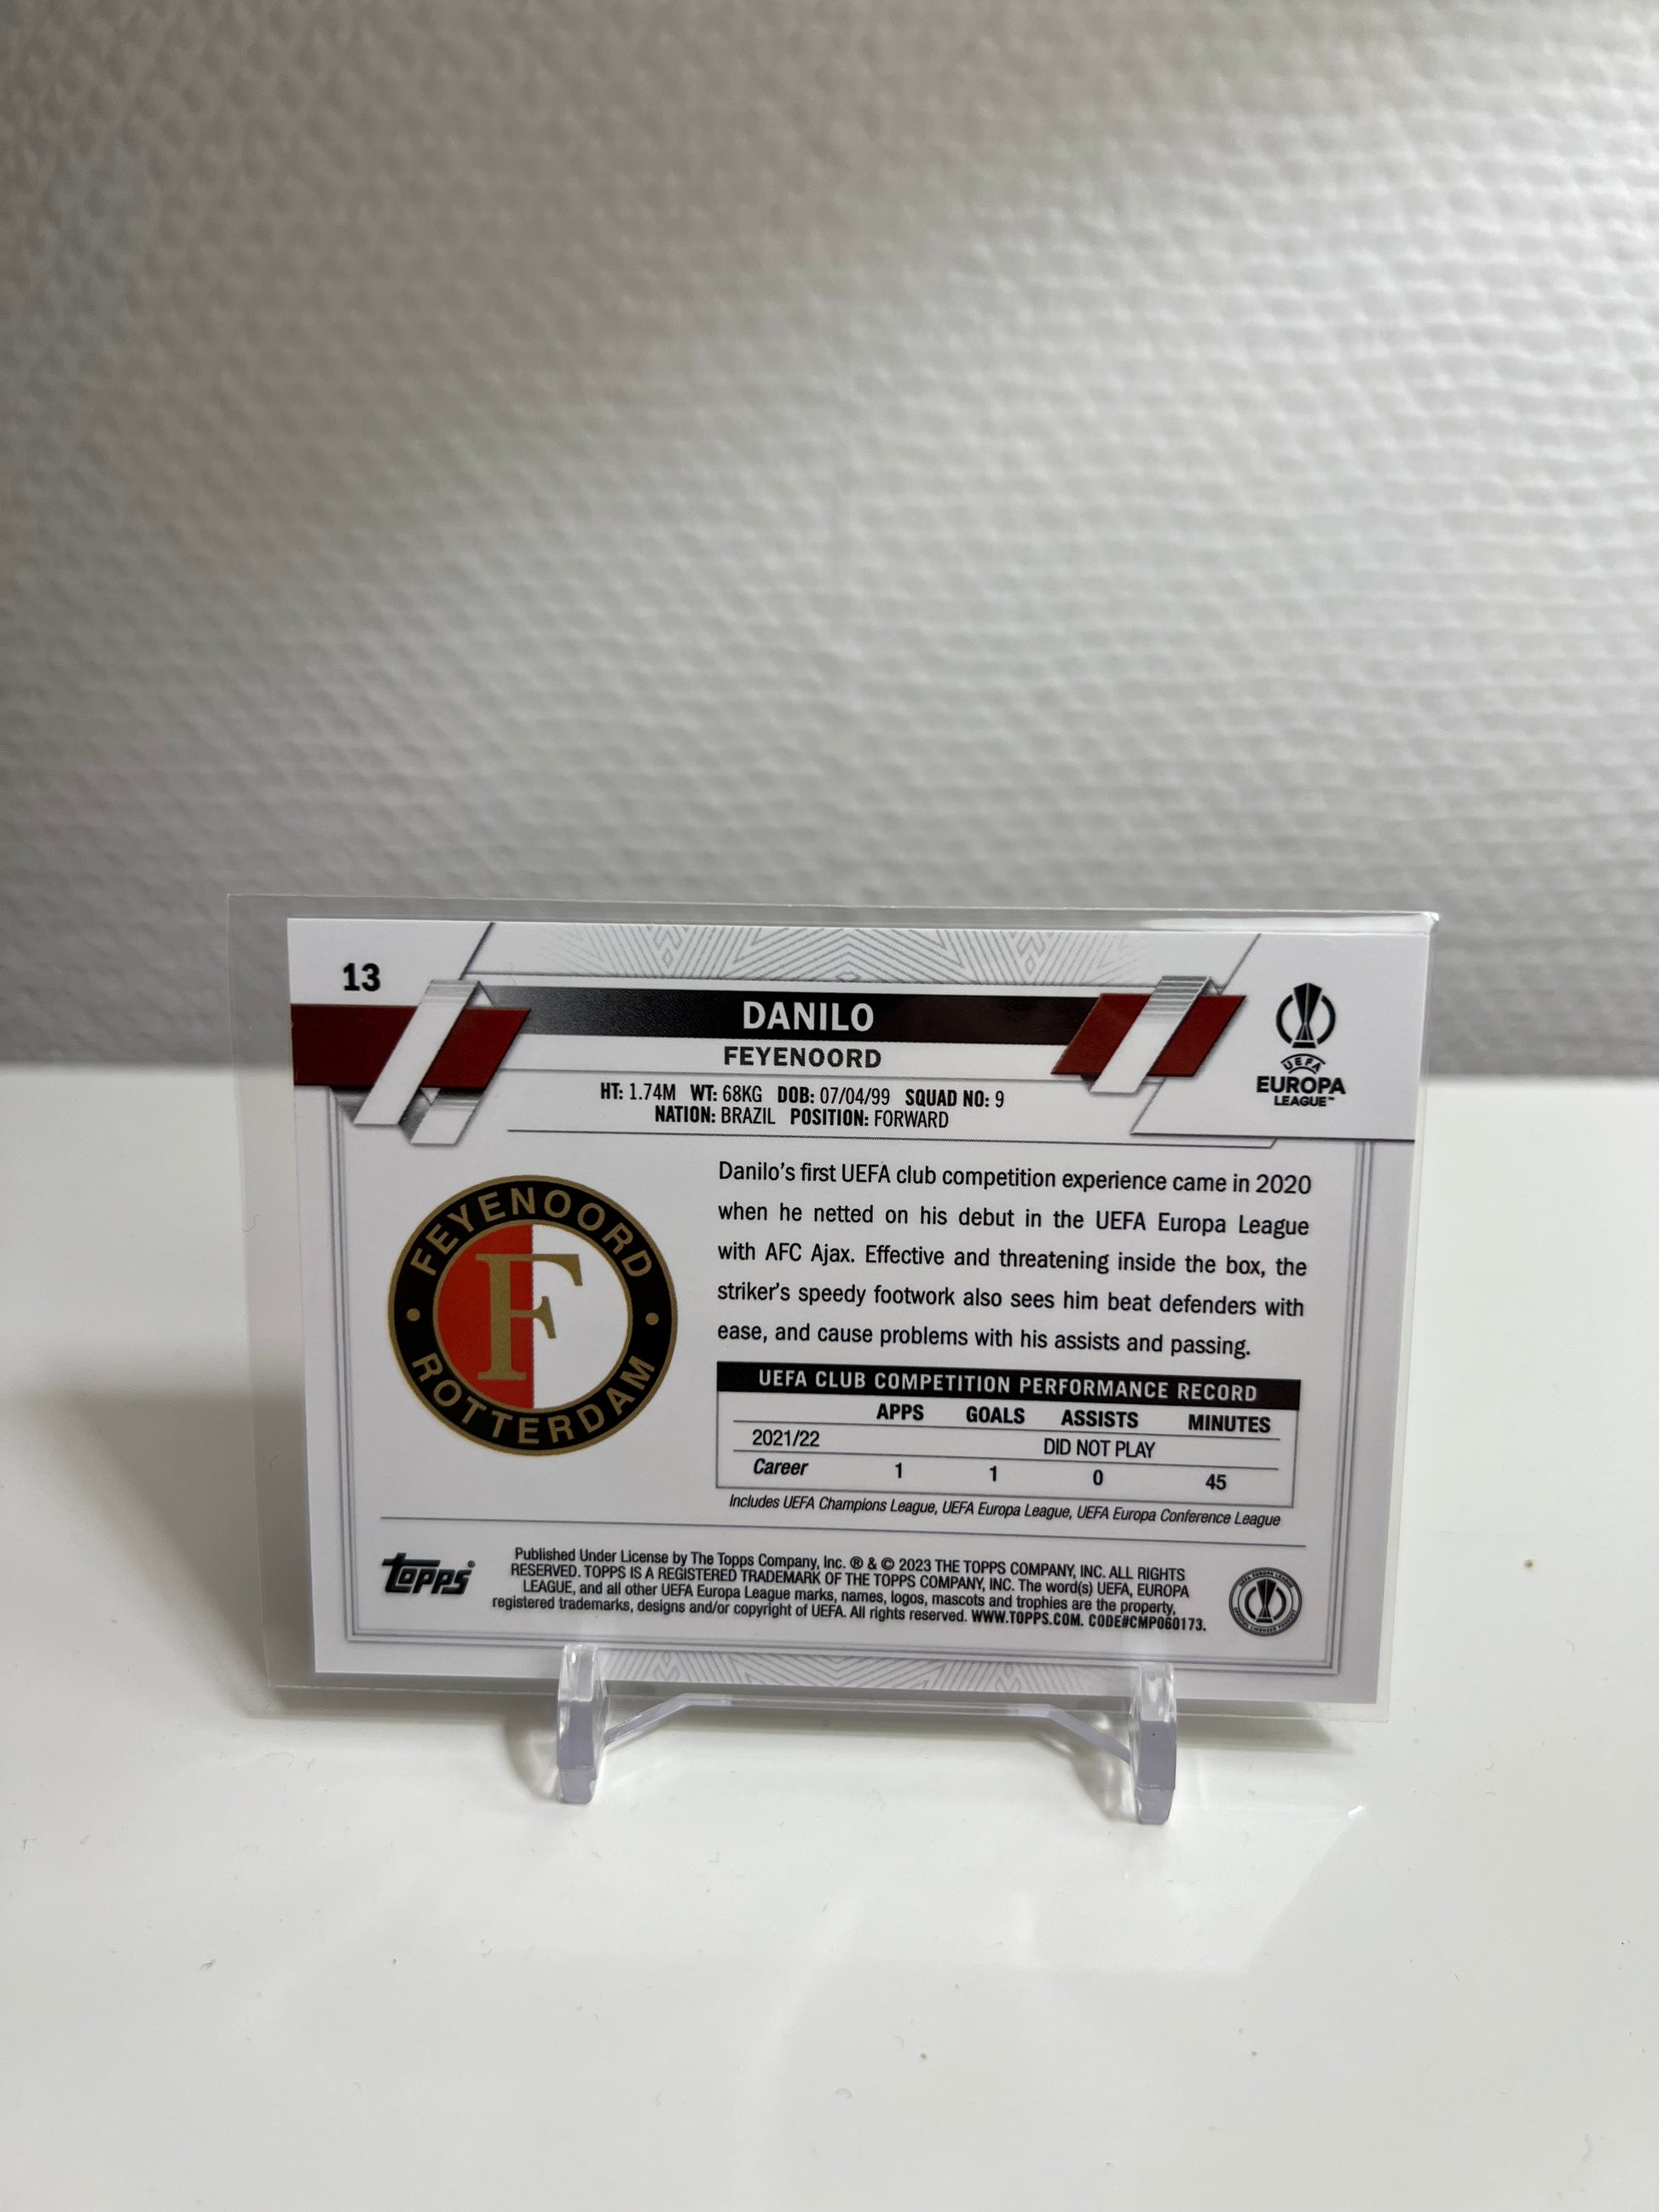 13
DANILO
FEYENOORD
HT: 1.74M WT: 68KG DOB: 07/04/99 SQUAD NO: 9
NATION: BRAZIL POSITION: FORWARD
UEFA
EUROPA
LEAGUE™
FEYENOORD
F
ROTTERDAM
Danilo's first UEFA club competition experience came in 2020
when he netted on his debut in the UEFA Europa League
with AFC Ajax. Effective and threatening inside the box, the
striker's speedy footwork also sees him beat defenders with
ease, and cause problems with his assists and passing.
UEFA CLUB COMPETITION PERFORMANCE RECORD
APPS GOALS ASSISTS MINUTES
2021/22 DID NOT PLAY
Career 1 1 0 45
Includes UEFA Champions League, UEFA Europa League, UEFA Europa Conference League
Topps®
Published Under License by The Topps Company, Inc. ® & © 2023 THE TOPPS COMPANY, INC. ALL RIGHTS
RESERVED. TOPPS IS A REGISTERED TRADEMARK OF THE TOPPS COMPANY, INC. The word(s) UEFA, EUROPA
LEAGUE, and all other UEFA Europa League marks, names, logos, mascots and trophies are the property,
registered trademarks, designs and/or copyright of UEFA. All rights reserved. WWW.TOPPS.COM. CODE#CMP060173.